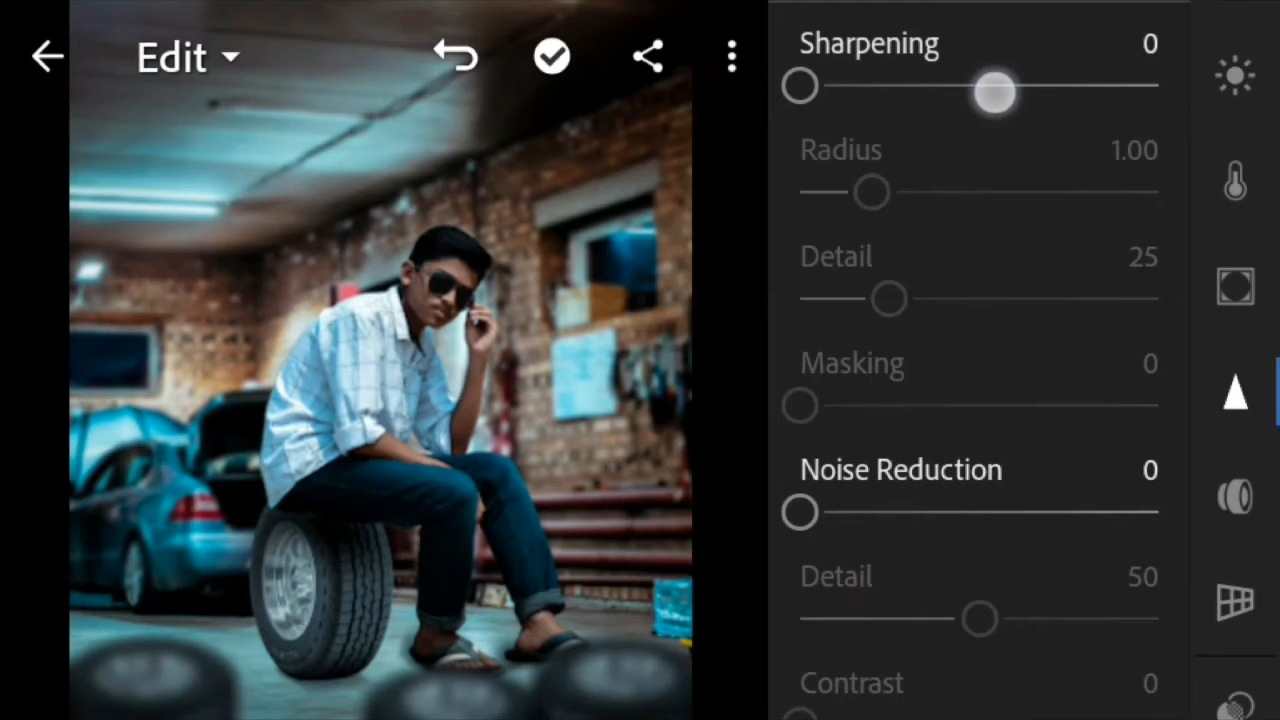 Edit
Sharpening 0
Radius 1.00
Detail 25
Masking 0
Noise Reduction 0
Detail 50
Contrast 0